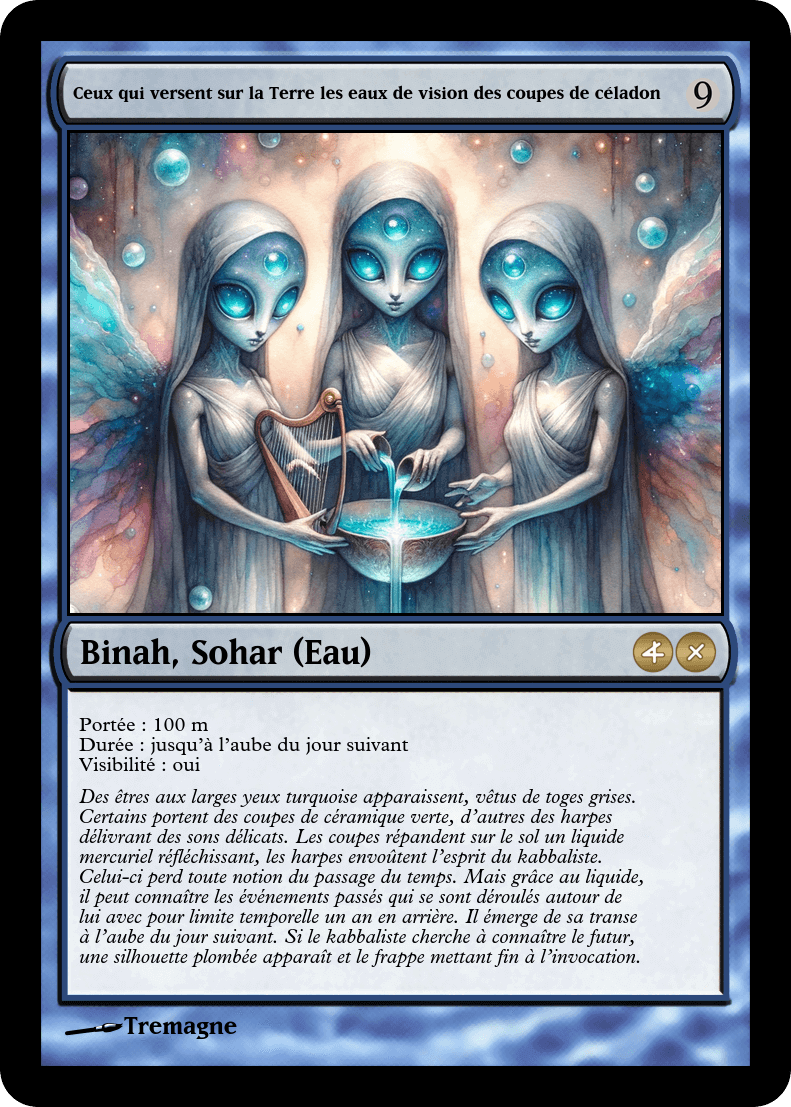 Ceux qui versent sur la Terre les eaux de vision des coupes de céladon 9
Binah, Sohar (Eau)
Portée : 100 m
Durée : jusqu'à l'aube du jour suivant
Visibilité : oui
Des êtres aux larges yeux turquoise apparaissent, vêtus de toges grises.
Certains portent des coupes de céramique verte, d'autres des harpes
délivrant des sons délicats. Les coupes répandent sur le sol un liquide
mercuriel réfléchissant, les harpes envoûtent l'esprit du kabbaliste.
Celui-ci perd toute notion du passage du temps. Mais grâce au liquide,
il peut connaître les événements passés qui se sont déroulés autour de
lui avec pour limite temporelle un an en arrière. Il émerge de sa transe
à l'aube du jour suivant. Si le kabbaliste cherche à connaître le futur,
une silhouette plombée apparaît et le frappe mettant fin à l'invocation.
Tremagne